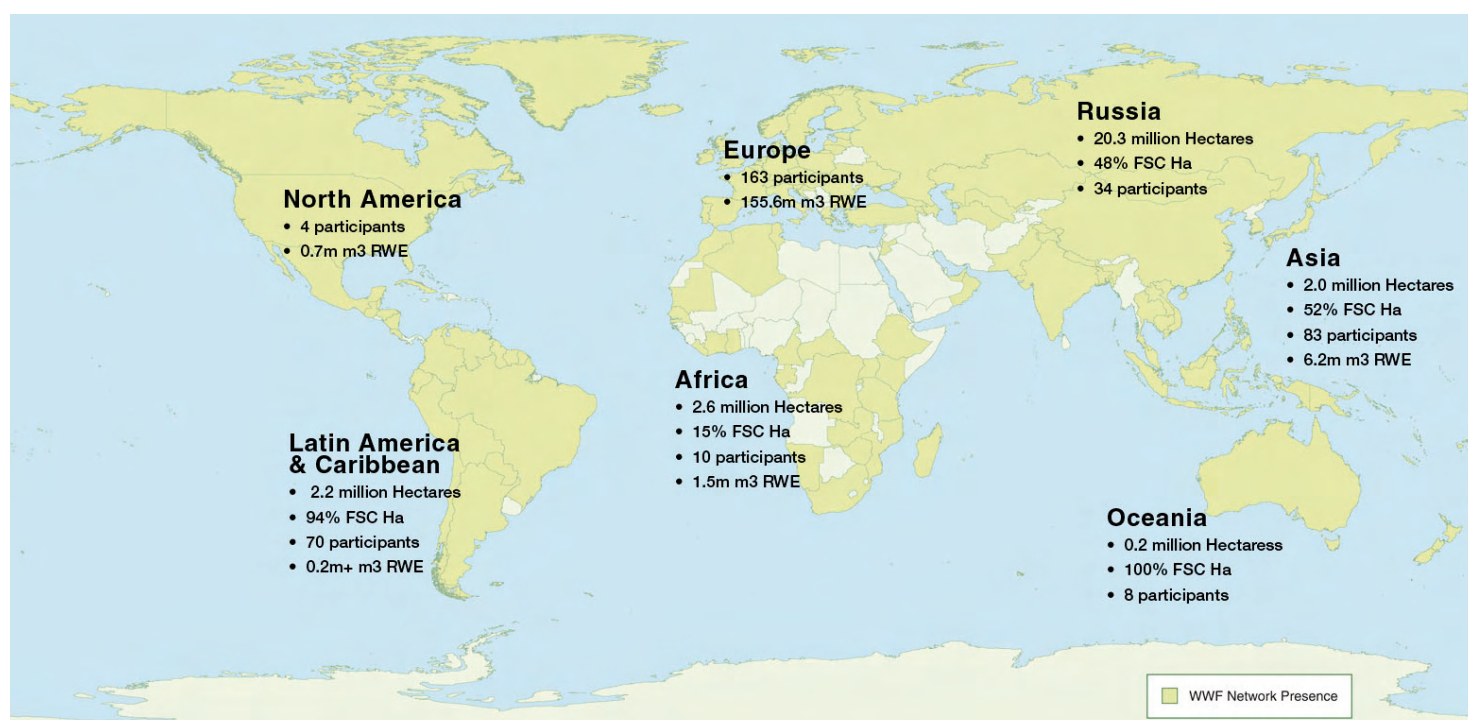 North America
• 4 participants
• 0.7m m3 RWE
Europe
• 163 participants
• 155.6m m3 RWE
Russia
• 20.3 million Hectares
• 48% FSC Ha
• 34 participants
Asia
• 2.0 million Hectares
• 52% FSC Ha
• 83 participants
• 6.2m m3 RWE
Africa
• 2.6 million Hectares
• 15% FSC Ha
• 10 participants
• 1.5m m3 RWE
Latin America
& Caribbean
• 2.2 million Hectares
• 94% FSC Ha
• 70 participants
• 0.2m+ m3 RWE
Oceania
• 0.2 million Hectaress
• 100% FSC Ha
• 8 participants
WWF Network Presence